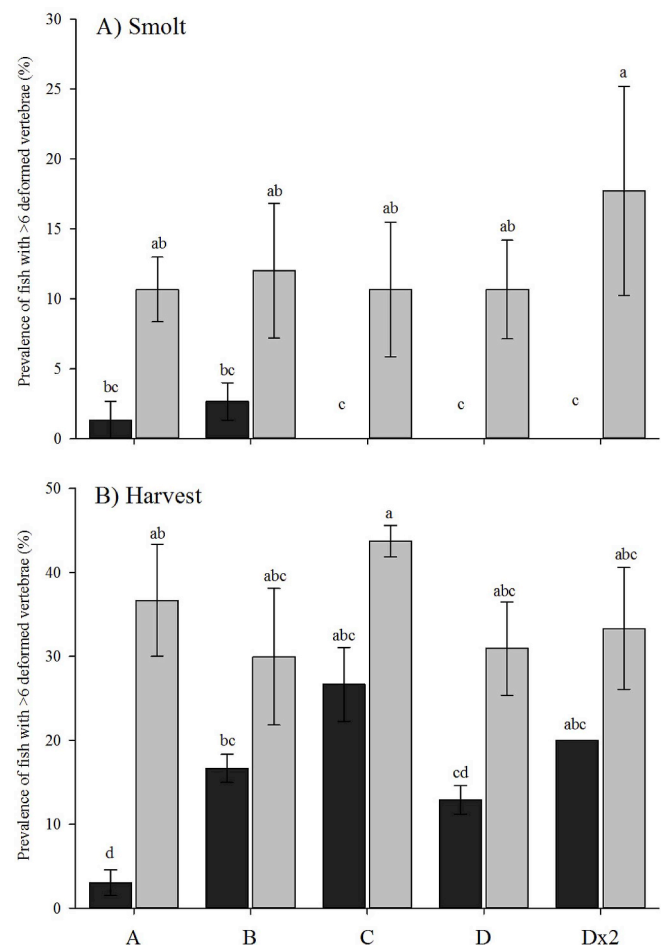 A) Smolt
Prevalence of fish with >6 deformed vertebrae (%)
30
25
20
15
10
5
0
bc
ab
bc
ab
c
ab
c
ab
c
a
B) Harvest
Prevalence of fish with >6 deformed vertebrae (%)
50
40
30
20
10
0
d
ab
bc
abc
abc
a
cd
abc
abc
abc
A B C D Dx2